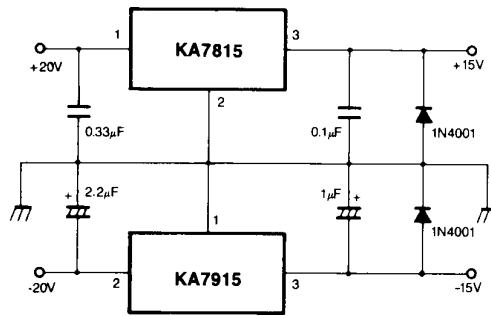 1
KA7815
3
+20V
+15V
2
0.33μF
0.1μF
1N4001
+
2.2μF
1μF
+
1
1N4001
2
KA7915
3
-20V
-15V